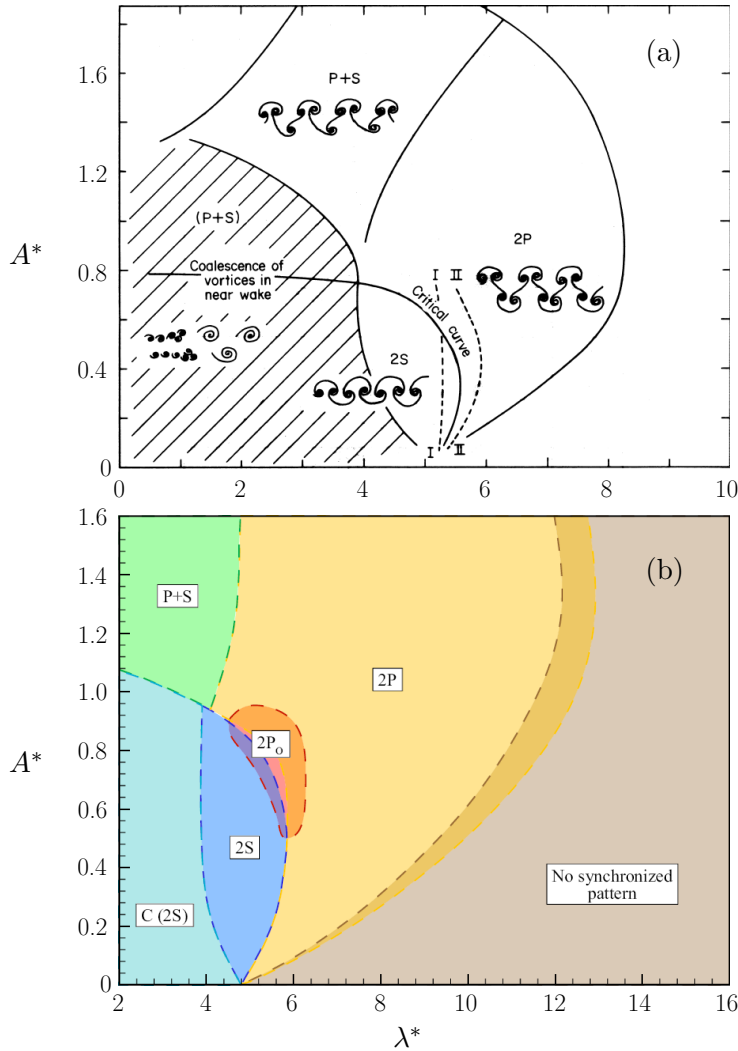 (a)
1.6
P+S
1.2
(P+S)
2P
A*
Coalescence of
vortices in
near wake
0.8
I II
Critical curve
0.4
2S
I II
0
0 2 4 6 8 10
1.6
(b)
1.4
P+S
1.2
2P
1.0
A*
0.8
2Po
0.6
2S
0.4
No synchronized
pattern
0.2
C (2S)
0
2 4 6 8 10 12 14 16
λ*